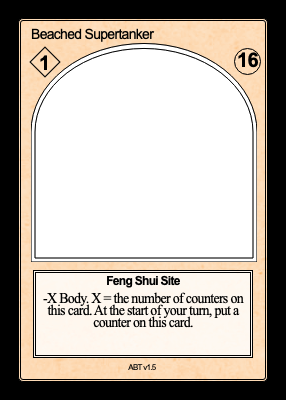 Beached Supertanker
1
16
Feng Shui Site
-X Body. X = the number of counters on
this card. At the start of your turn, put a
counter on this card.
ABT v1.5